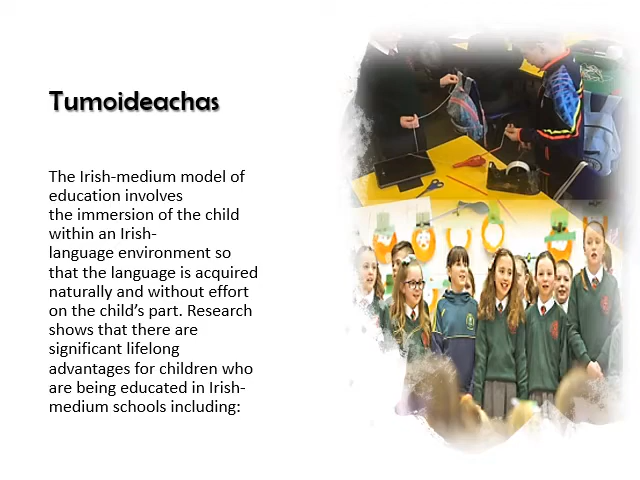 Tumoideachas
The Irish-medium model of
education involves
the immersion of the child
within an Irish-
language environment so
that the language is acquired
naturally and without effort
on the child's part. Research
shows that there are
significant lifelong
advantages for children who
are being educated in Irish-
medium schools including: